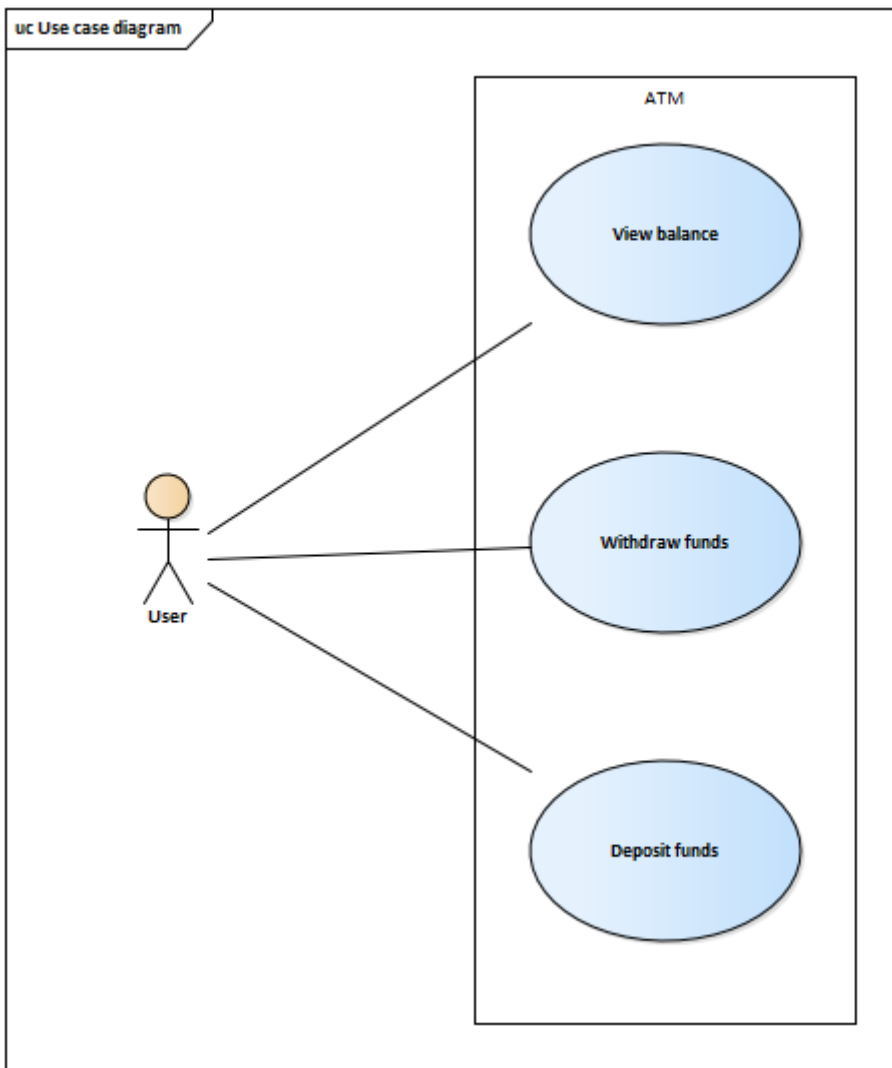 uc Use case diagram
ATM
View balance
Withdraw funds
User
Deposit funds